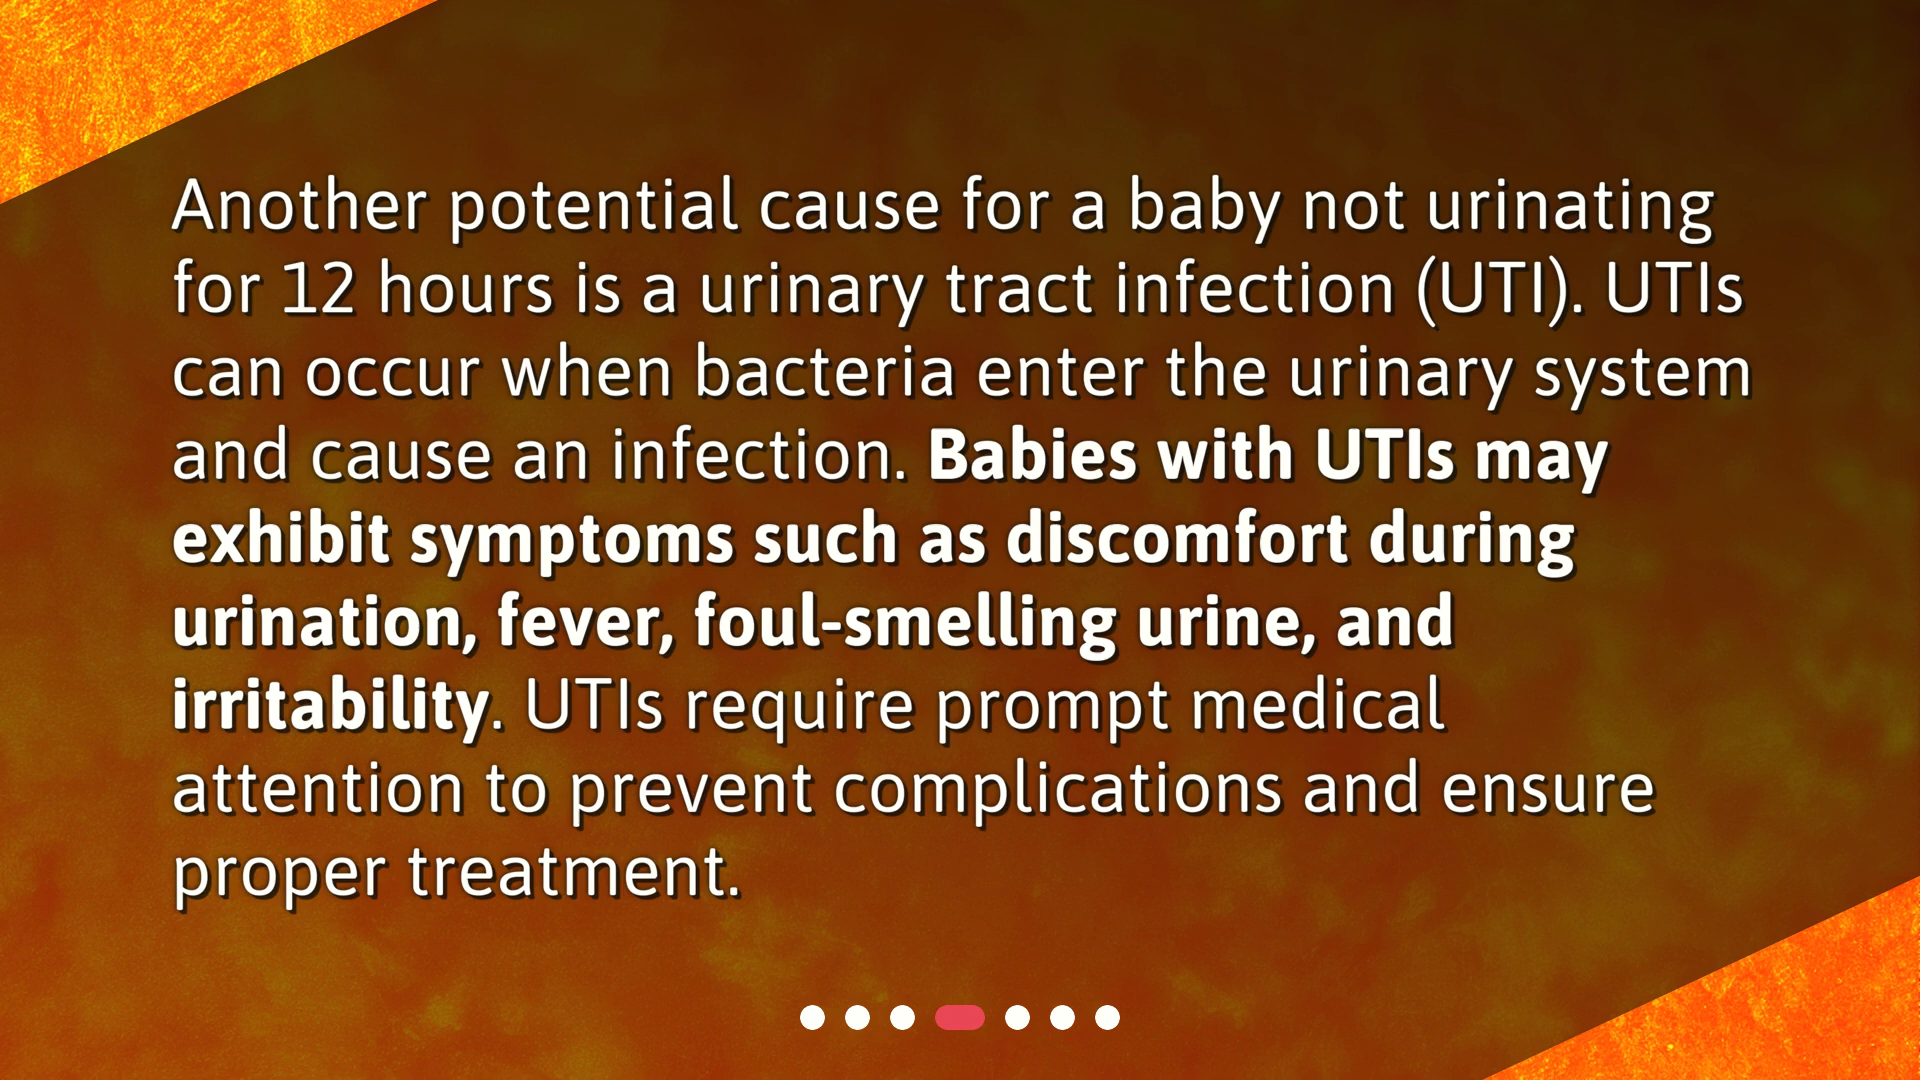 Another potential cause for a baby not urinating
for 12 hours is a urinary tract infection (UTI). UTIs
can occur when bacteria enter the urinary system
and cause an infection. Babies with UTIs may
exhibit symptoms such as discomfort during
urination, fever, foul-smelling urine, and
irritability. UTIs require prompt medical
attention to prevent complications and ensure
proper treatment.